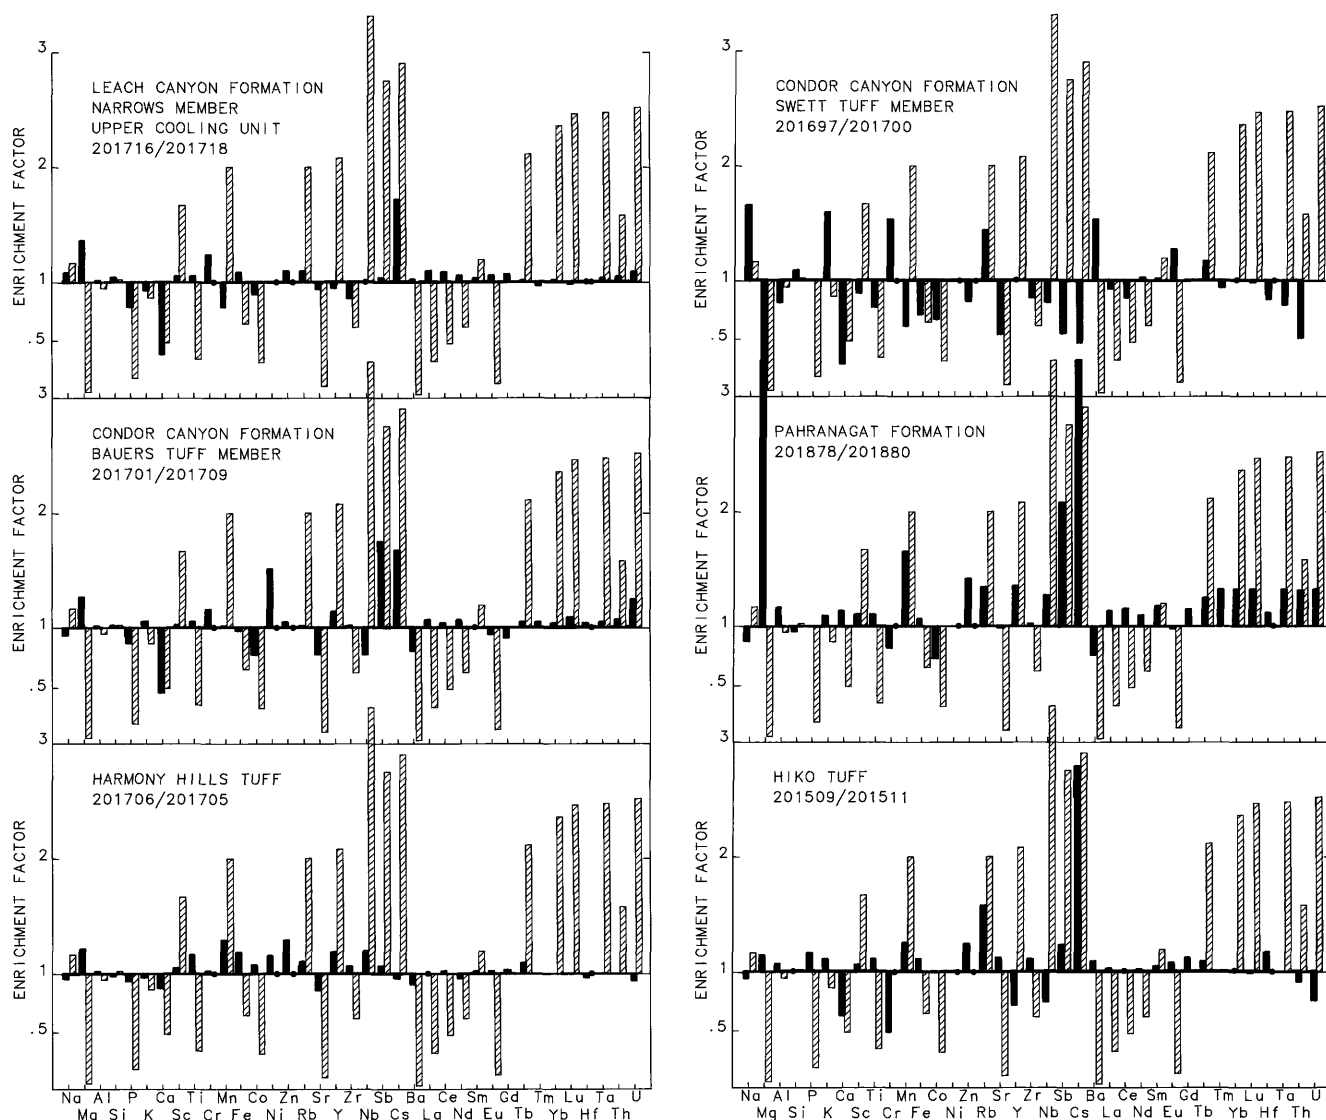 3
LEACH CANYON FORMATION
NARROWS MEMBER
UPPER COOLING UNIT
201716/201718
2
1
.5
ENRICHMENT FACTOR
3
CONDOR CANYON FORMATION
BAUERS TUFF MEMBER
201701/201709
2
1
.5
ENRICHMENT FACTOR
3
HARMONY HILLS TUFF
201706/201705
2
1
.5
ENRICHMENT FACTOR
Na Al P Ca Ti Mn Co Zn Sr Zr Sb Ba Ce Sm Gd Tm Lu Ta U
Mg Si K Sc Cr Fe Ni Rb Y Nb Cs La Nd Eu Tb Yb Hf Th
3
CONDOR CANYON FORMATION
SWETT TUFF MEMBER
201697/201700
2
1
.5
ENRICHMENT FACTOR
3
PAHRANAGAT FORMATION
201878/201880
2
1
.5
ENRICHMENT FACTOR
3
HIKO TUFF
201509/201511
2
1
.5
ENRICHMENT FACTOR
Na Al P Ca Ti Mn Co Zn Sr Zr Sb Ba Ce Sm Gd Tm Lu Ta U
Mg Si K Sc Cr Fe Ni Rb Y Nb Cs La Nd Eu Tb Yb Hf Th